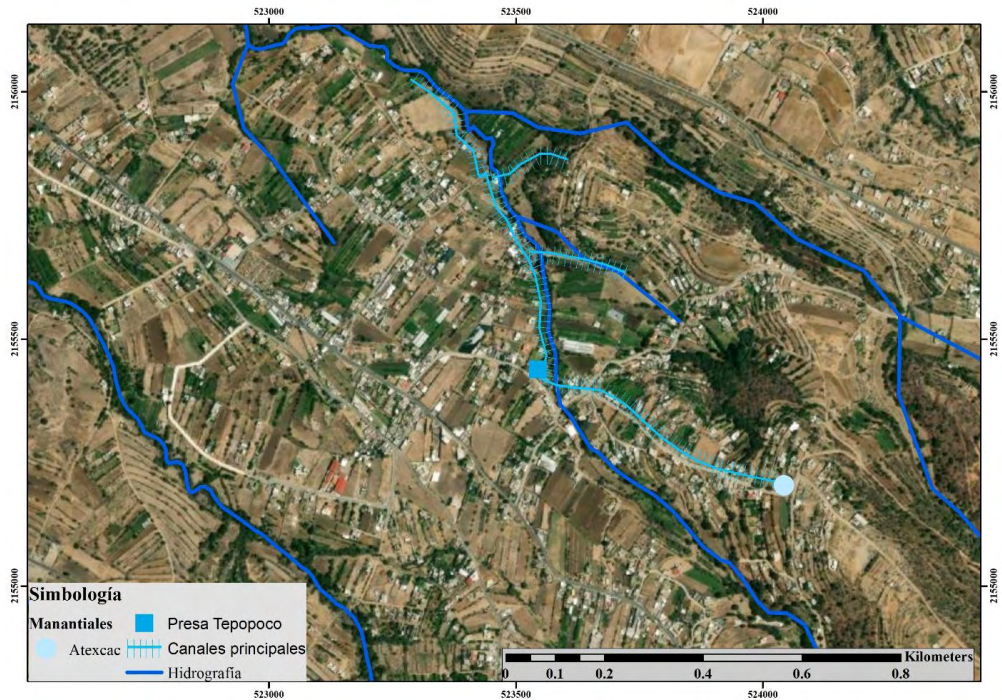 523000 523500 524000
2156000 2156000
2155500 2155500
2155000 2155000
Simbología
Manantiales
Atexcac
Presa Tepopoco
Canales principales
Hidrografía
Kilometers
0 0.1 0.2 0.4 0.6 0.8
523000 523500 524000